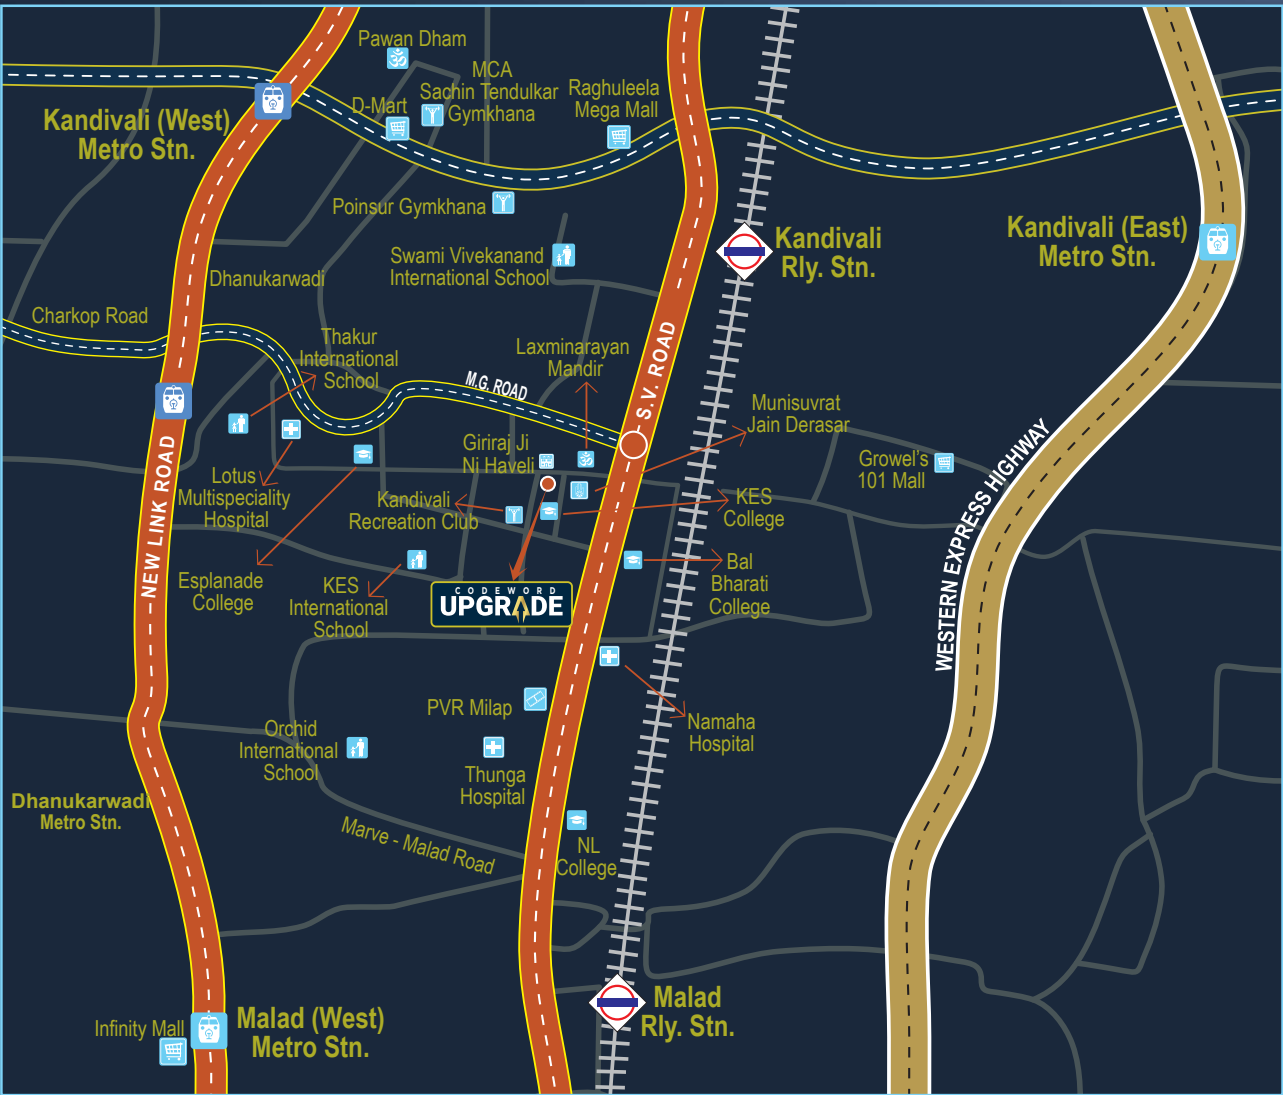 Pawan Dham
MCA
Sachin Tendulkar
Gymkhana
D-Mart
Raghuleela
Mega Mall
Kandivali (West)
Metro Stn.
Poinsur Gymkhana
Kandivali
Rly. Stn.
Kandivali (East)
Metro Stn.
Swami Vivekanand
International School
Dhanukarwadi
Charkop Road
Thakur
International
School
Laxminarayan
Mandir
S.V. ROAD
M.G. ROAD
Munisuvrat
Jain Derasar
Giriraj Ji
Ni Haveli
Growel's
101 Mall
Lotus
Multispeciality
Hospital
Kandivali
Recreation Club
KES
College
NEW LINK ROAD
WESTERN EXPRESS HIGHWAY
Esplanade
College
KES
International
School
Bal
Bharati
College
CODEWORD
UPGRADE
PVR Milap
Namaha
Hospital
Orchid
International
School
Thunga
Hospital
Dhanukarwadi
Metro Stn.
Marve - Malad Road
NL
College
Malad
Rly. Stn.
Infinity Mall
Malad (West)
Metro Stn.